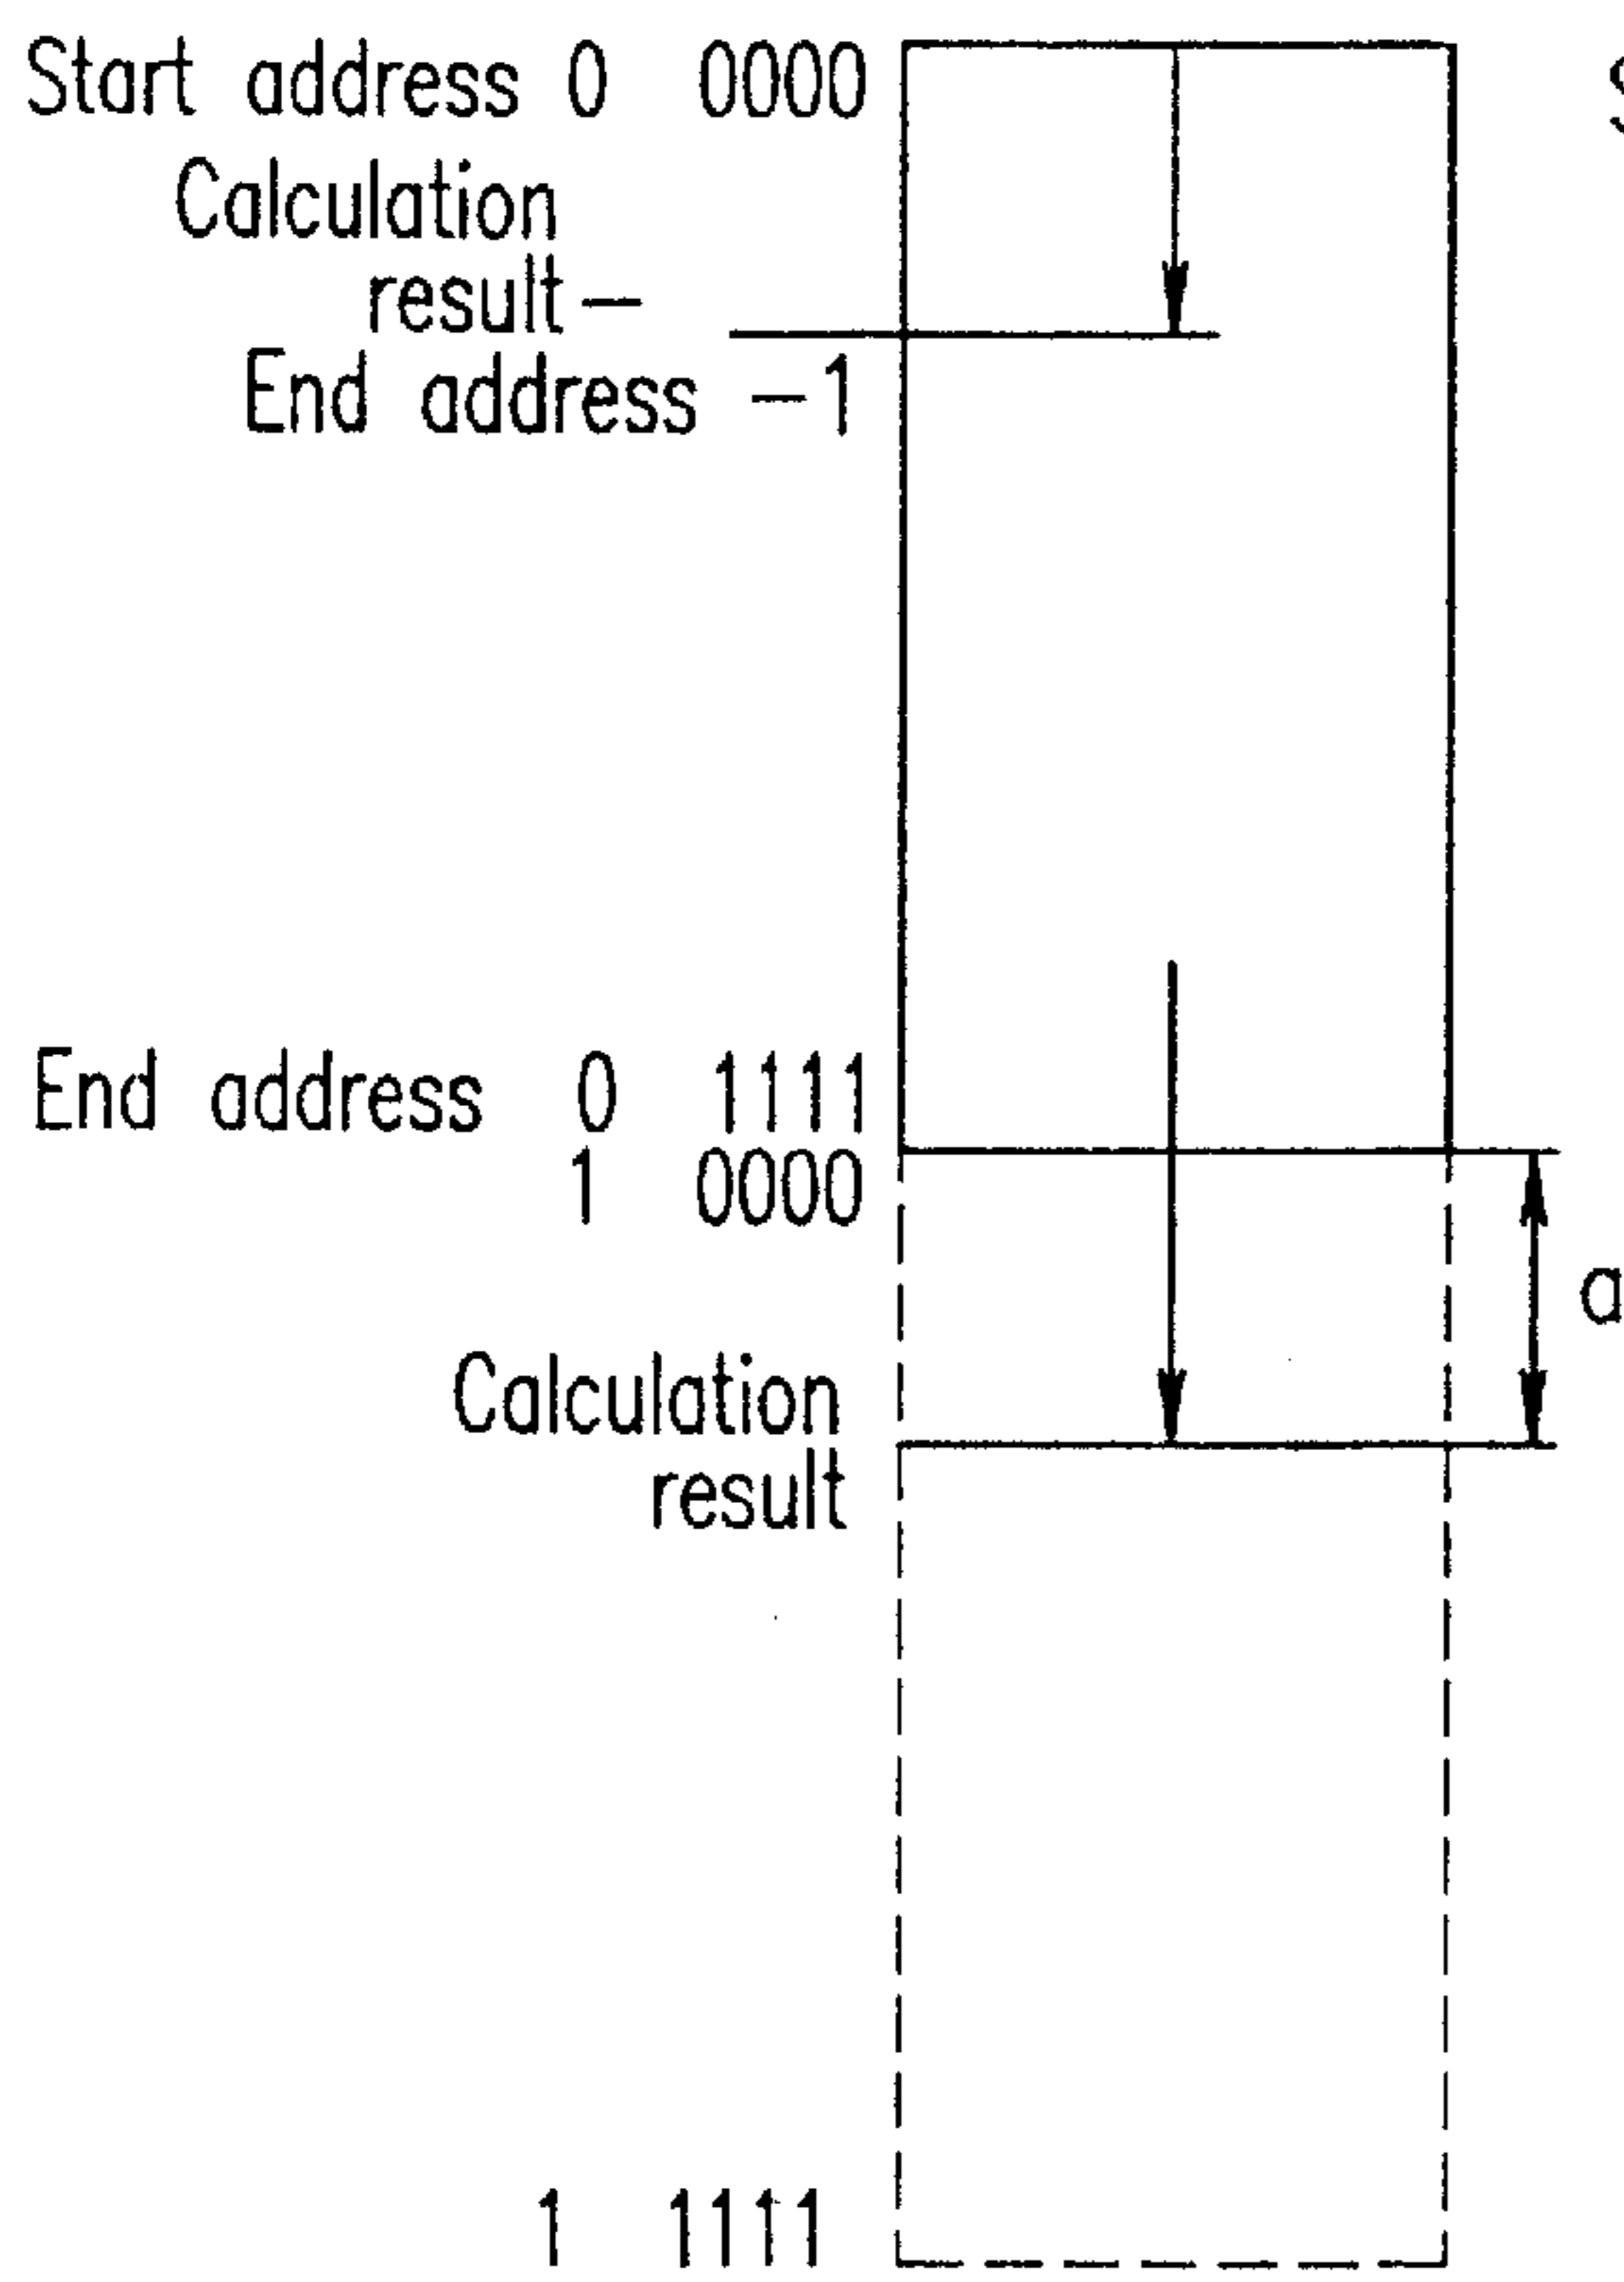 Start address 0 0000
Calculation
result -
End address -1
End address 0 1111
1 0000
a
Calculation
result
1 1111